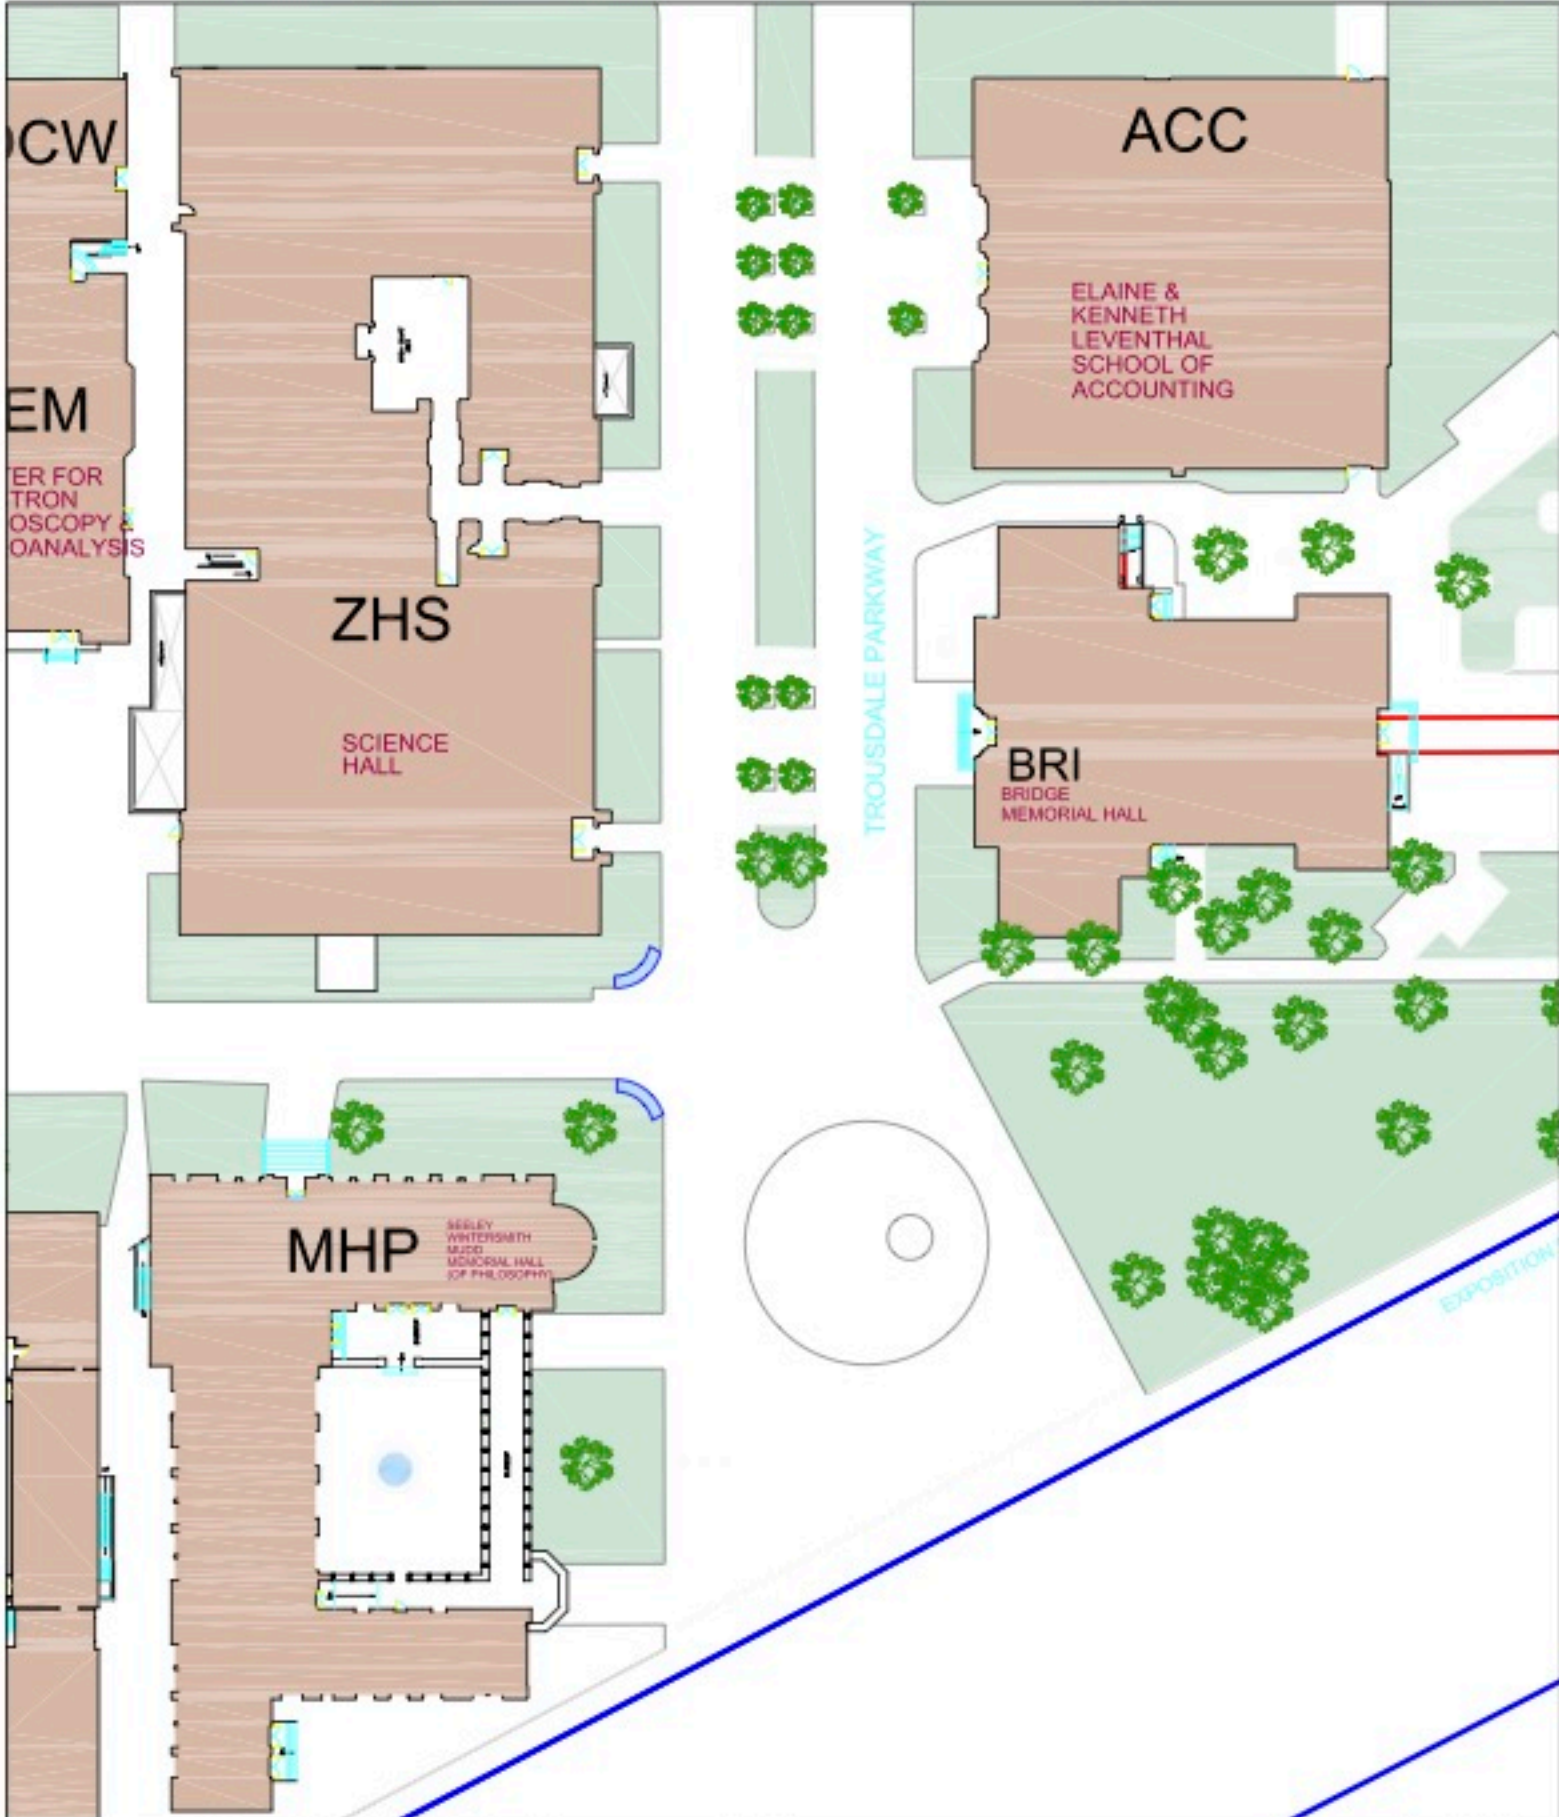 CW
ACC
ELAINE &
KENNETH
LEVENTHAL
SCHOOL OF
ACCOUNTING
EM
TER FOR
TRON
OSCOPY &
OANALYSIS
ZHS
SCIENCE
HALL
TROUSDALE PARKWAY
BRI
BRIDGE
MEMORIAL HALL
MHP
SEELEY
WINTERSMITH
MUDD
MEMORIAL HALL
(OF PHILOSOPHY)
EXPOSITION